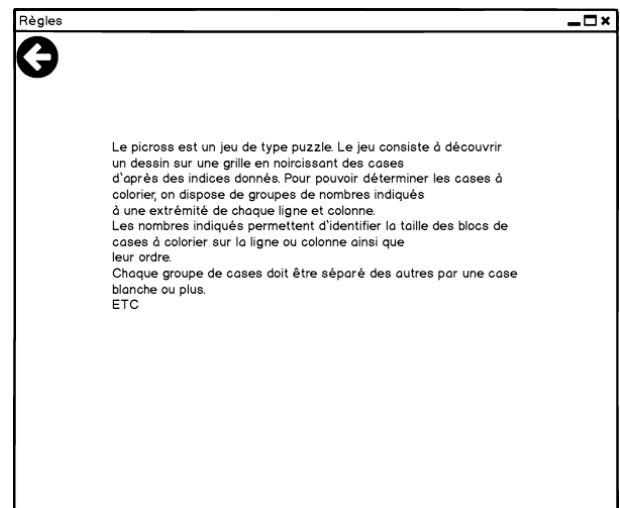 Règles
Le picross est un jeu de type puzzle. Le jeu consiste à découvrir
un dessin sur une grille en noircissant des cases
d'après des indices donnés. Pour pouvoir déterminer les cases à
colorier, on dispose de groupes de nombres indiqués
à une extrémité de chaque ligne et colonne.
Les nombres indiqués permettent d'identifier la taille des blocs de
cases à colorier sur la ligne ou colonne ainsi que
leur ordre.
Chaque groupe de cases doit être séparé des autres par une case
blanche ou plus.
ETC